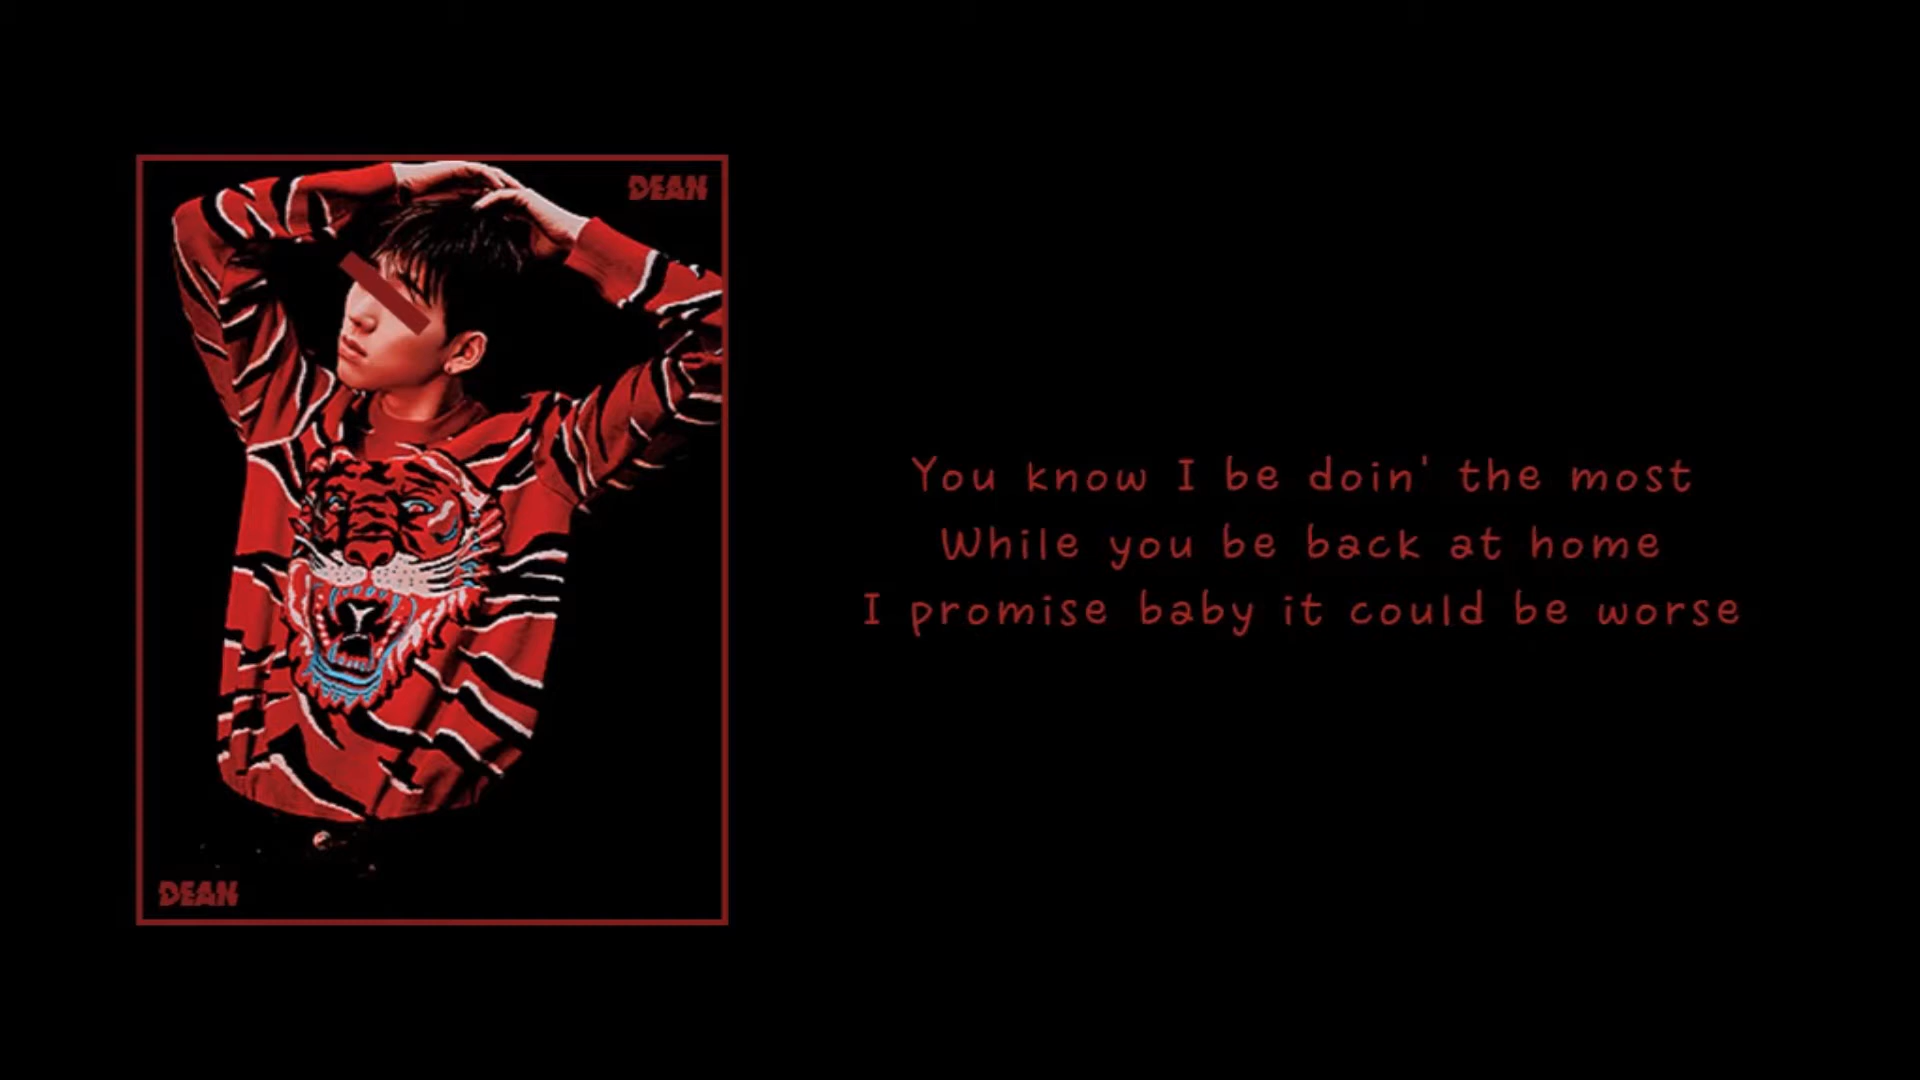 DEAN
You know I be doin' the most
While you be back at home
I promise baby it could be worse
DEAN